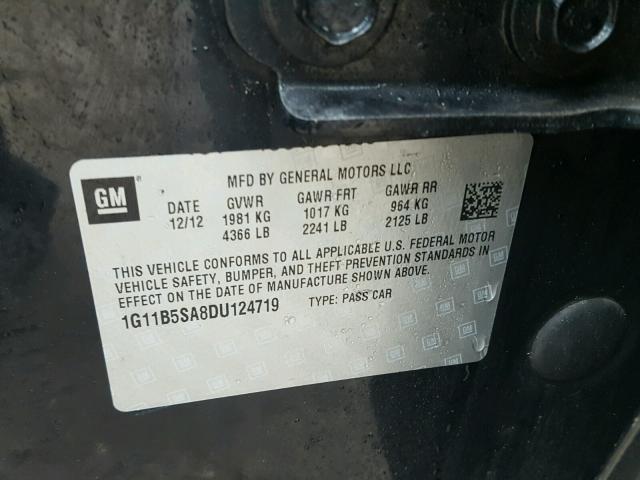 MFD BY GENERAL MOTORS LLC
GM
DATE GVWR GAWR FRT GAWR RR
12/12 1981 KG 1017 KG 964 KG
4366 LB 2241 LB 2125 LB
THIS VEHICLE CONFORMS TO ALL APPLICABLE U.S. FEDERAL MOTOR
VEHICLE SAFETY, BUMPER, AND THEFT PREVENTION STANDARDS IN
EFFECT ON THE DATE OF MANUFACTURE SHOWN ABOVE.
1G11B5SA8DU124719 TYPE: PASS CAR